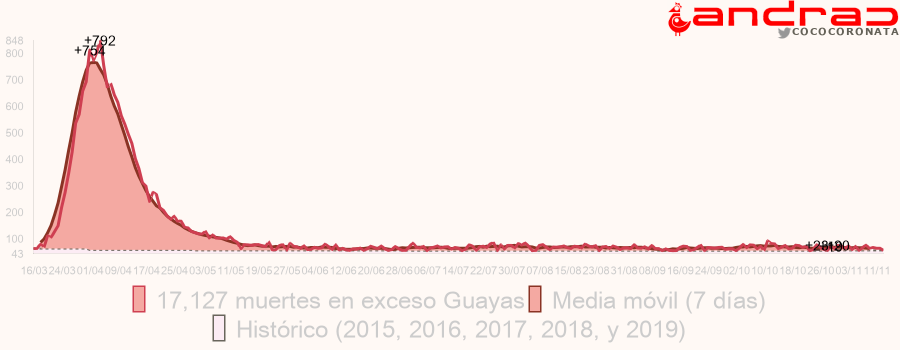 andrac
COCOCORONATA
848
800
700
600
500
400
300
200
100
43
+792
+754
16/03 24/03 01/04 09/04 17/04 25/04 03/05 11/05 19/05 27/05 04/06 12/06 20/06 28/06 06/07 14/07 22/07 30/07 07/08 15/08 23/08 31/08 08/09 16/09 24/09 02/10 10/10 18/10 26/10 03/11 11/11
17,127 muertes en exceso Guayas Media móvil (7 días)
Histórico (2015, 2016, 2017, 2018, y 2019)